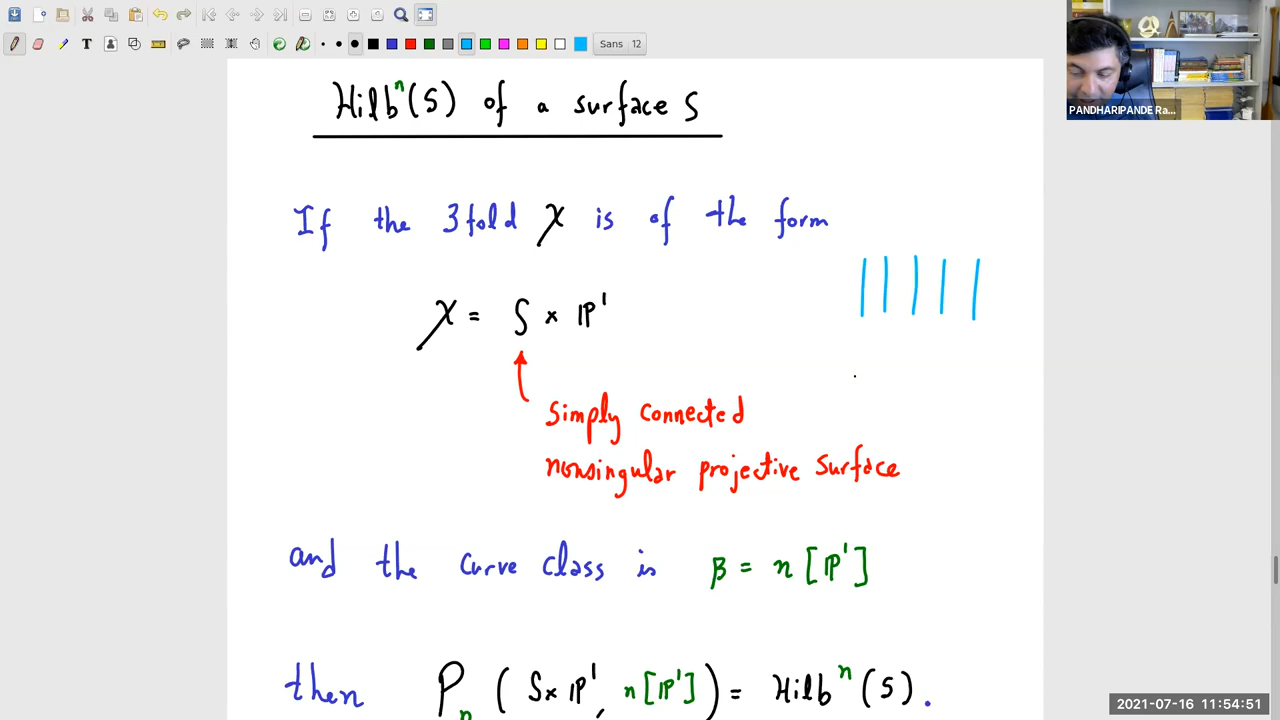 Sans 12
PANDHARIPANDE Ra...
Hilbⁿ(S) of a surface S
If the 3fold X is of the form
X = S × ℙ¹
Simply connected
nonsingular projective surface
and the curve class is β = n[ℙ¹]
then Pₙ(S×ℙ¹, n[ℙ¹]) = Hilbⁿ(S).
2021-07-16 11:54:51